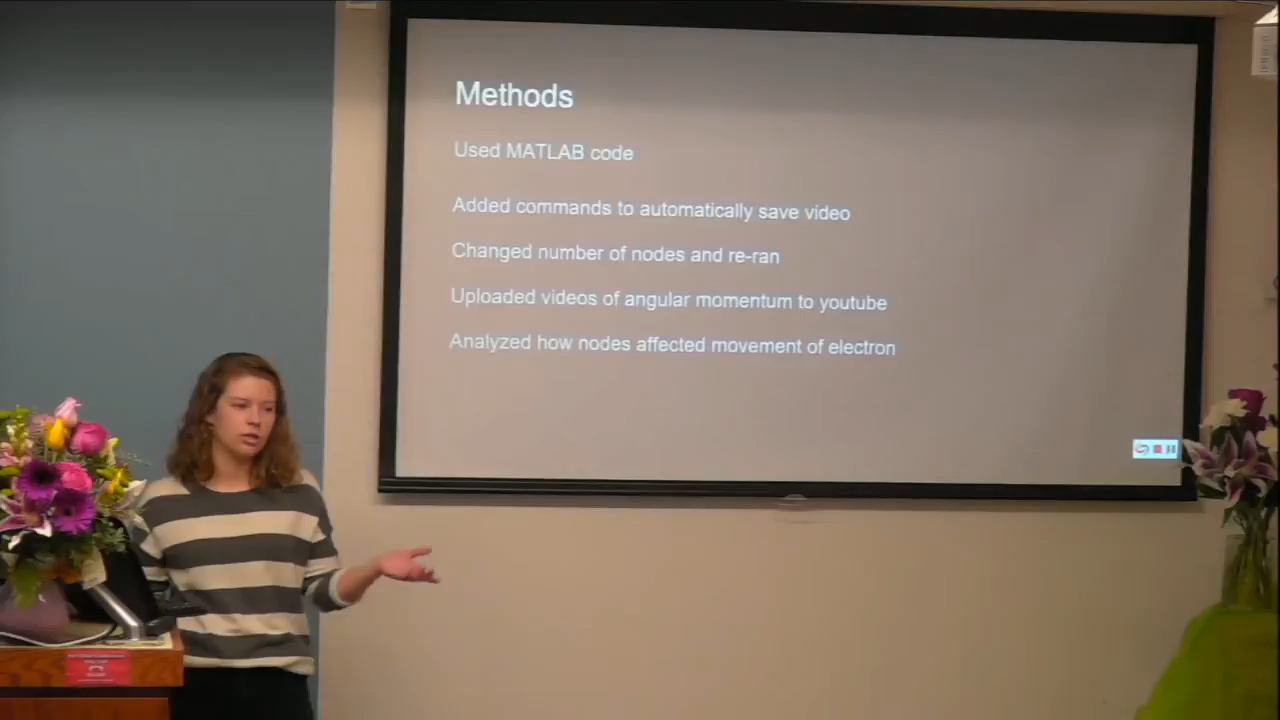 Methods
Used MATLAB code
Added commands to automatically save video
Changed number of nodes and re-ran
Uploaded videos of angular momentum to youtube
Analyzed how nodes affected movement of electron